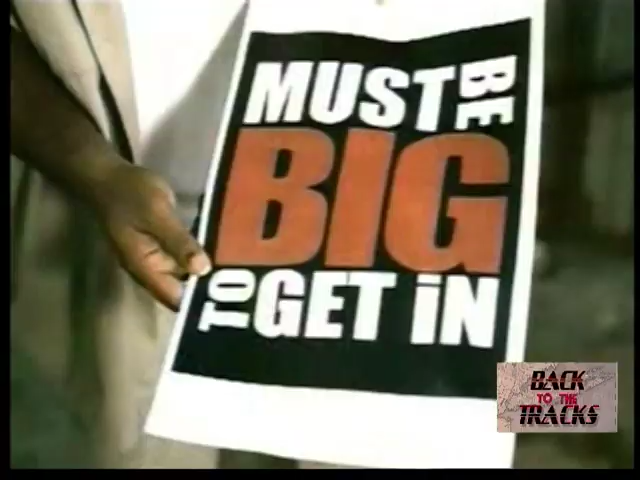 MUST BE
BIG
TO GET iN
BACK
TO THE
TRACKS